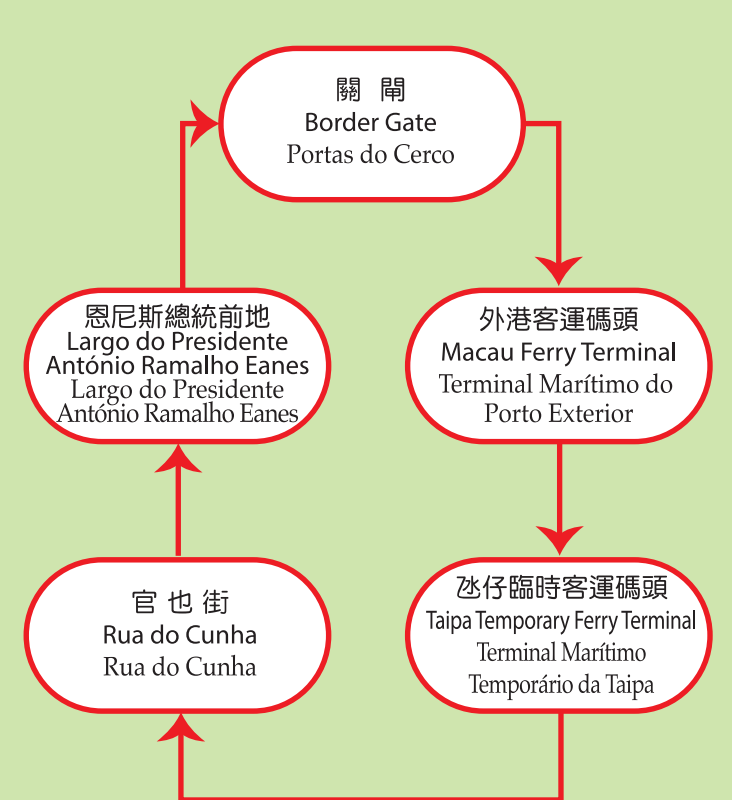 關閘
Border Gate
Portas do Cerco
外港客運碼頭
Macau Ferry Terminal
Terminal Marítimo do
Porto Exterior
氹仔臨時客運碼頭
Taipa Temporary Ferry Terminal
Terminal Marítimo
Temporário da Taipa
官也街
Rua do Cunha
Rua do Cunha
恩尼斯總統前地
Largo do Presidente
António Ramalho Eanes
Largo do Presidente
António Ramalho Eanes